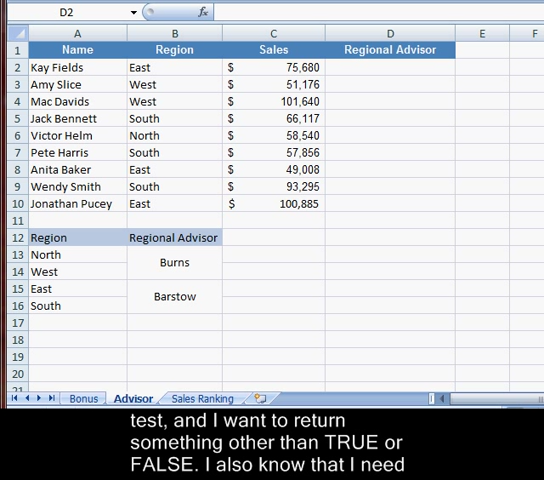 D2 fx
A B C D E F
1 Name Region Sales Regional Advisor
2 Kay Fields East $ 75,680
3 Amy Slice West $ 51,176
4 Mac Davids West $ 101,640
5 Jack Bennett South $ 66,117
6 Victor Helm North $ 58,540
7 Pete Harris South $ 57,856
8 Anita Baker East $ 49,008
9 Wendy Smith South $ 93,295
10 Jonathan Pucey East $ 100,885
11
12 Region Regional Advisor
13 North
Burns
14 West
15 East
Barstow
16 South
17
18
19
20
21
Bonus Advisor Sales Ranking
test, and I want to return
something other than TRUE or
FALSE. I also know that I need